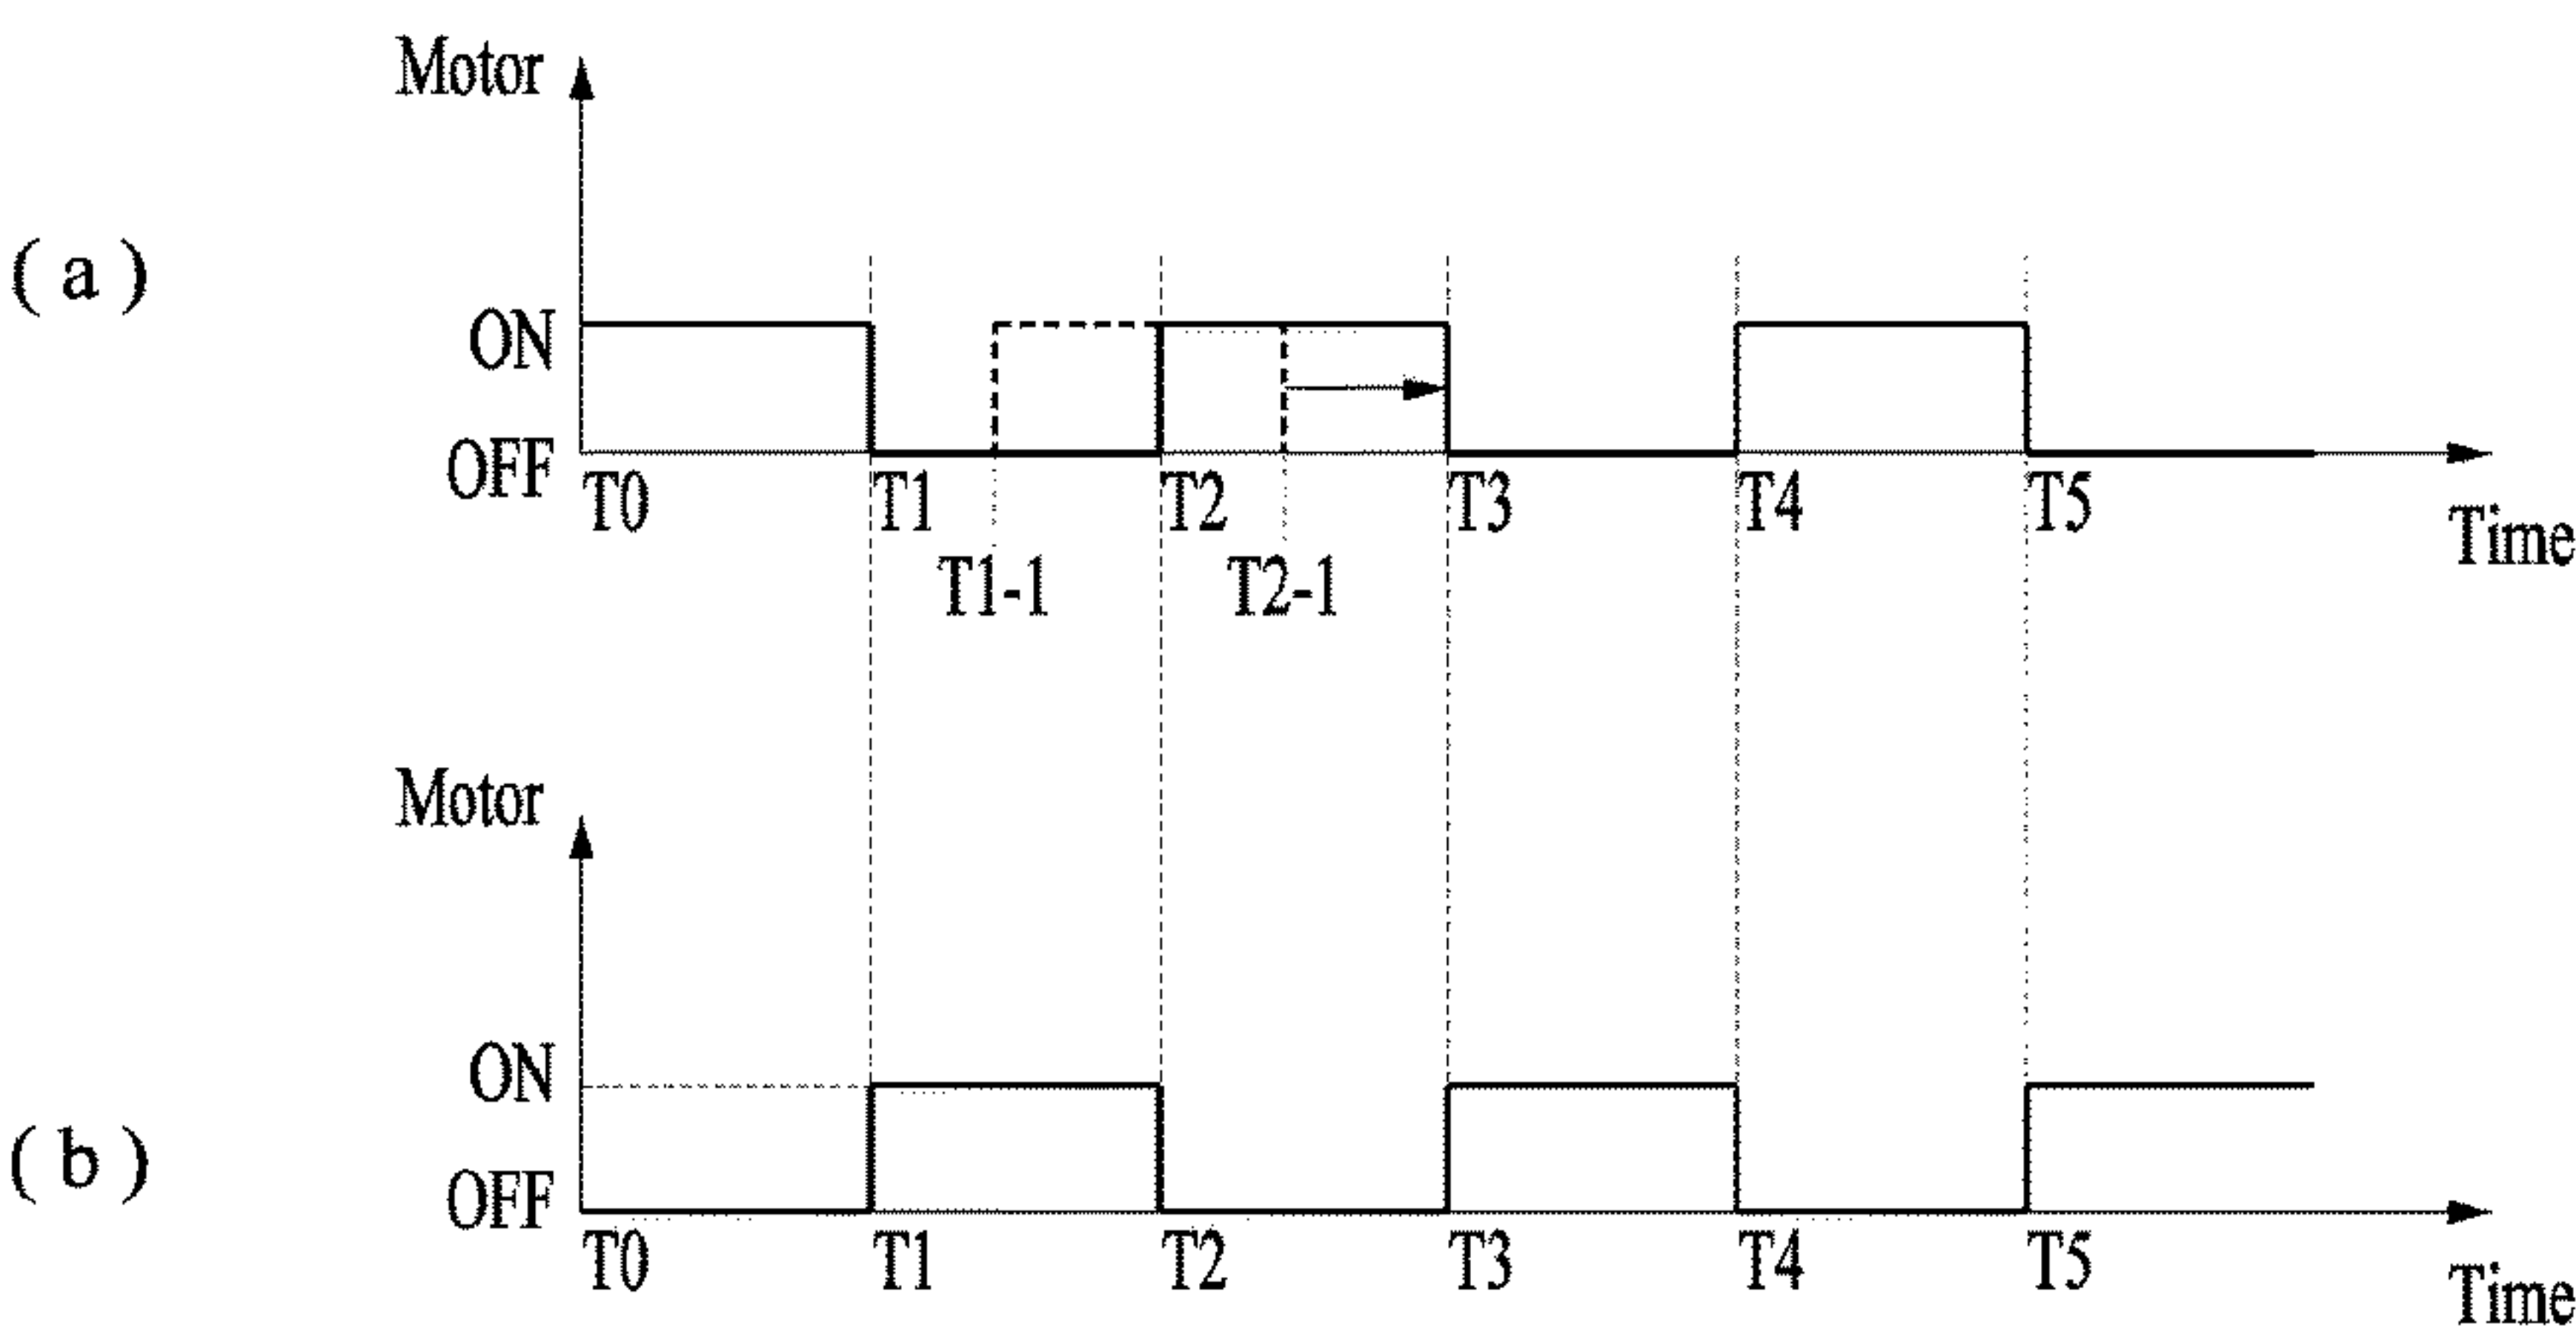 Motor
( a )
ON
OFF
T0 T1 T2 T3 T4 T5
Time
T1-1 T2-1
Motor
ON
( b )
OFF
T0 T1 T2 T3 T4 T5
Time